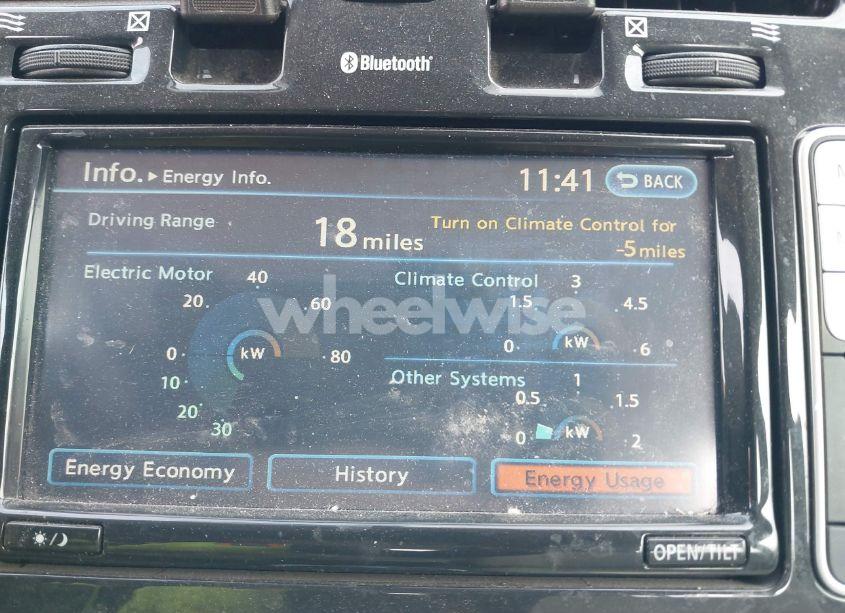 Bluetooth®
Info. ▸ Energy Info. 11:41 BACK
Driving Range 18 miles Turn on Climate Control for
-5 miles
Electric Motor
40
20
60
0
kW
80
10
20
30
Climate Control
3
1.5
4.5
0
kW
6
Other Systems
1
0.5
1.5
0
kW
2
wheelwise
Energy Economy History Energy Usage
OPEN/TILT